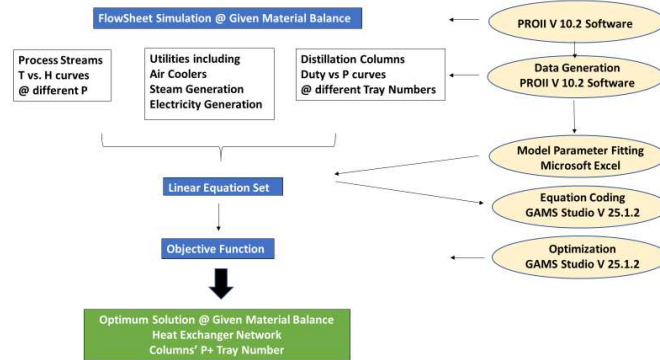 FlowSheet Simulation @ Given Material Balance
PROII V 10.2 Software
Process Streams
T vs. H curves
@ different P
Utilities including
Air Coolers
Steam Generation
Electricity Generation
Distillation Columns
Duty vs P curves
@ different Tray Numbers
Data Generation
PROII V 10.2 Software
Model Parameter Fitting
Microsoft Excel
Linear Equation Set
Equation Coding
GAMS Studio V 25.1.2
Objective Function
Optimization
GAMS Studio V 25.1.2
Optimum Solution @ Given Material Balance
Heat Exchanger Network
Columns' P+ Tray Number